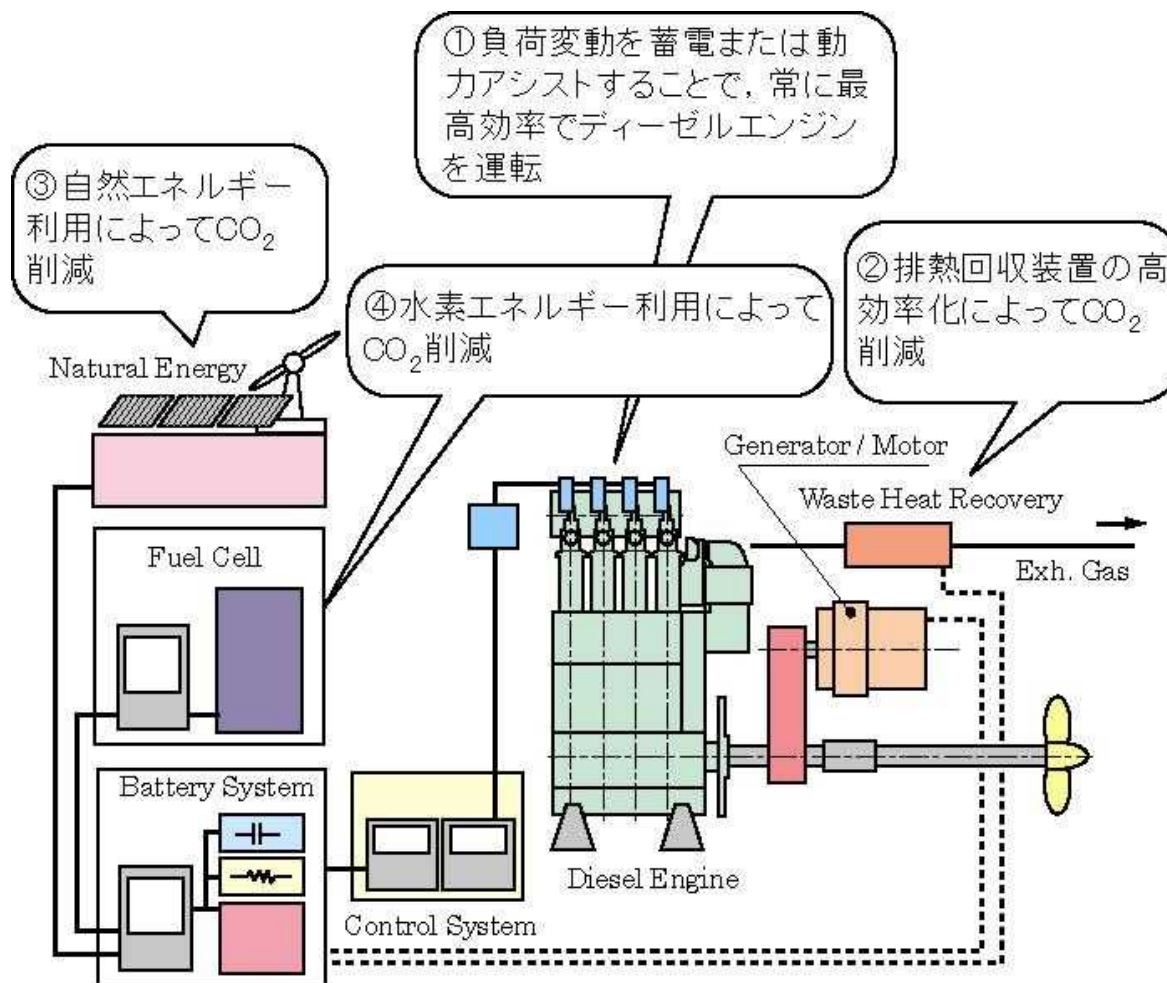 ①負荷変動を蓄電または動
力アシストすることで，常に最
高効率でディーゼルエンジン
を運転
③自然エネルギー
利用によってCO₂
削減
④水素エネルギー利用によって
CO₂削減
②排熱回収装置の高
効率化によってCO₂
削減
Natural Energy
Generator / Motor
Waste Heat Recovery
Exh. Gas
Fuel Cell
Battery System
Diesel Engine
Control System